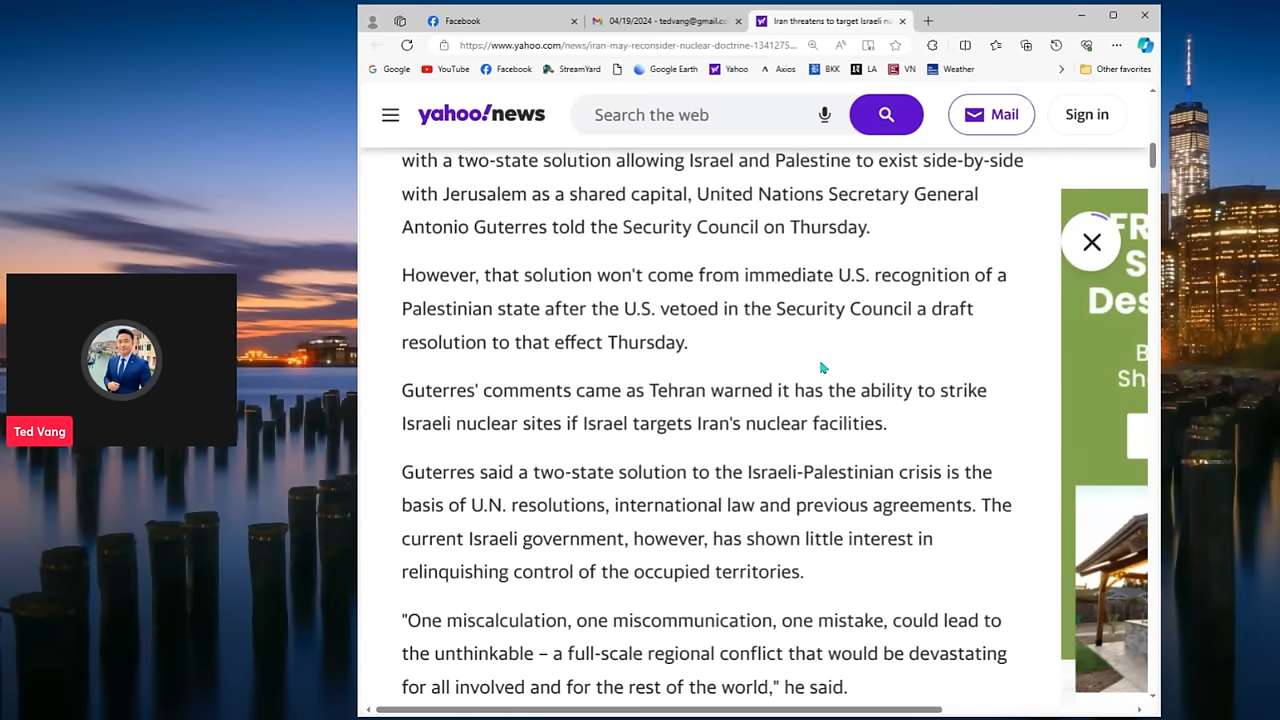 Facebook
04/19/2024 - tedvang@gmail.co
Iran threatens to target Israeli nu
https://www.yahoo.com/news/iran-may-reconsider-nuclear-doctrine-1341275...
Google YouTube Facebook StreamYard Google Earth Yahoo Axios BKK LA VN Weather Other favorites
yahoo!news
Search the web
Mail
Sign in
with a two-state solution allowing Israel and Palestine to exist side-by-side
with Jerusalem as a shared capital, United Nations Secretary General
Antonio Guterres told the Security Council on Thursday.
However, that solution won't come from immediate U.S. recognition of a
Palestinian state after the U.S. vetoed in the Security Council a draft
resolution to that effect Thursday.
Guterres' comments came as Tehran warned it has the ability to strike
Israeli nuclear sites if Israel targets Iran's nuclear facilities.
Guterres said a two-state solution to the Israeli-Palestinian crisis is the
basis of U.N. resolutions, international law and previous agreements. The
current Israeli government, however, has shown little interest in
relinquishing control of the occupied territories.
"One miscalculation, one miscommunication, one mistake, could lead to
the unthinkable – a full-scale regional conflict that would be devastating
for all involved and for the rest of the world," he said.
FR
S
Des
B
Sh
Ted Vang